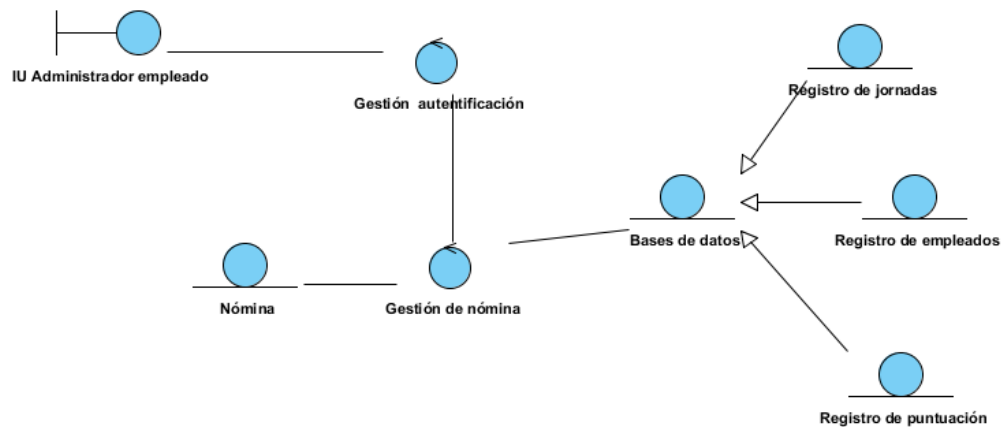 IU Administrador empleado
Gestión autentificación
Registro de jornadas
Bases de datos
Registro de empleados
Nómina
Gestión de nómina
Registro de puntuación